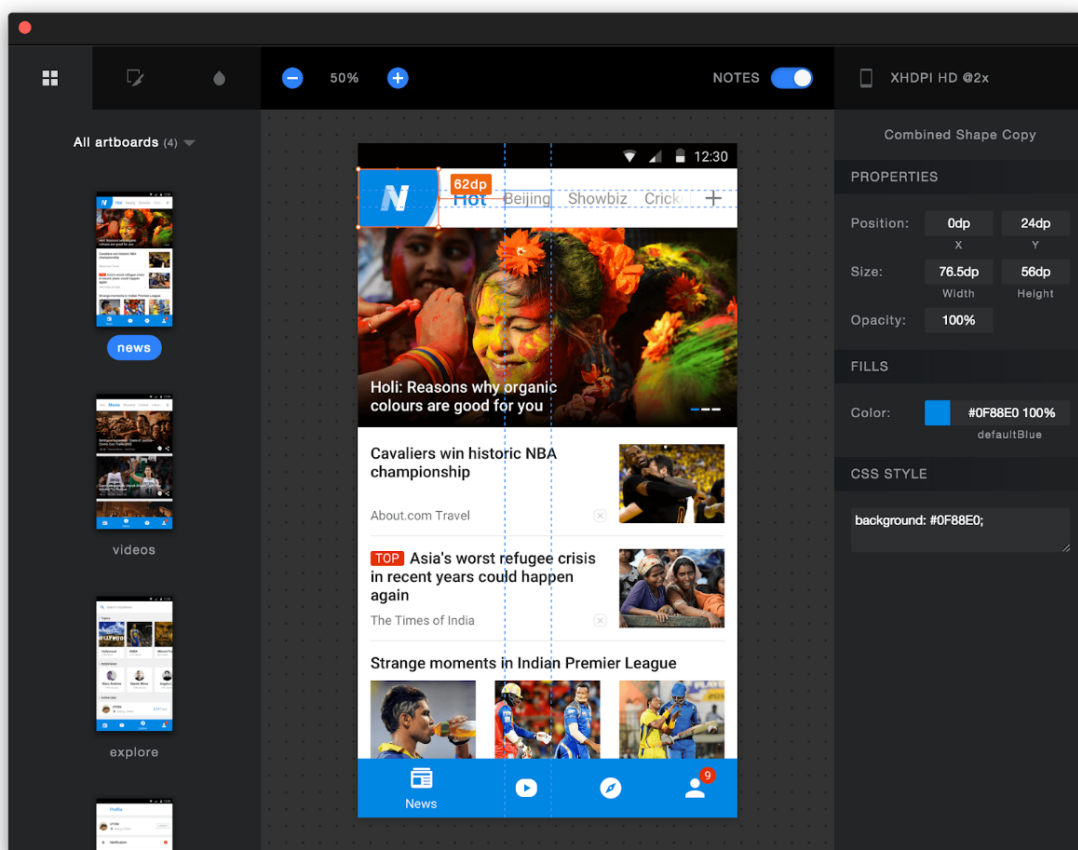 50%
NOTES
XHDPI HD @2x
All artboards (4)
news
videos
explore
Profile
12:30
N
62dp
Hot
Beijing
Showbiz
Crick
Holi: Reasons why organic
colours are good for you
Cavaliers win historic NBA
championship
About.com Travel
TOP Asia's worst refugee crisis
in recent years could happen
again
The Times of India
Strange moments in Indian Premier League
News
9
Combined Shape Copy
PROPERTIES
Position: 0dp 24dp
X Y
Size: 76.5dp 56dp
Width Height
Opacity: 100%
FILLS
Color: #0F88E0 100%
defaultBlue
CSS STYLE
background: #0F88E0;